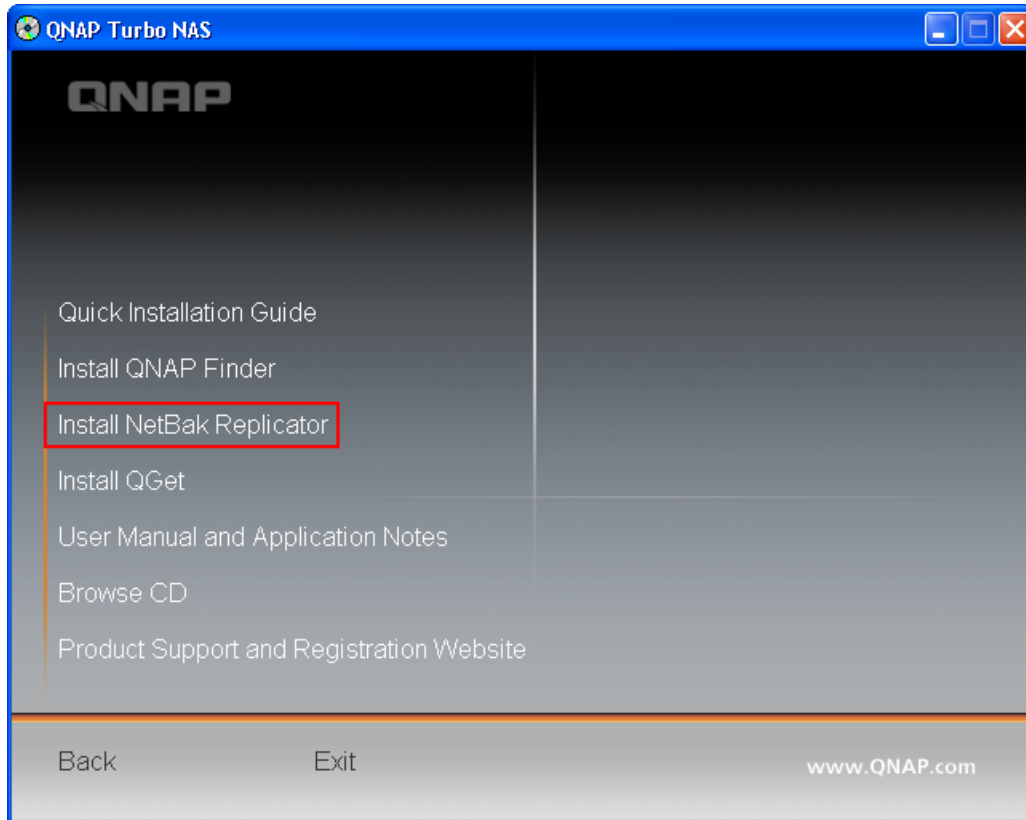 QNAP Turbo NAS
QNAP
Quick Installation Guide
Install QNAP Finder
Install NetBak Replicator
Install QGet
User Manual and Application Notes
Browse CD
Product Support and Registration Website
Back Exit www.QNAP.com